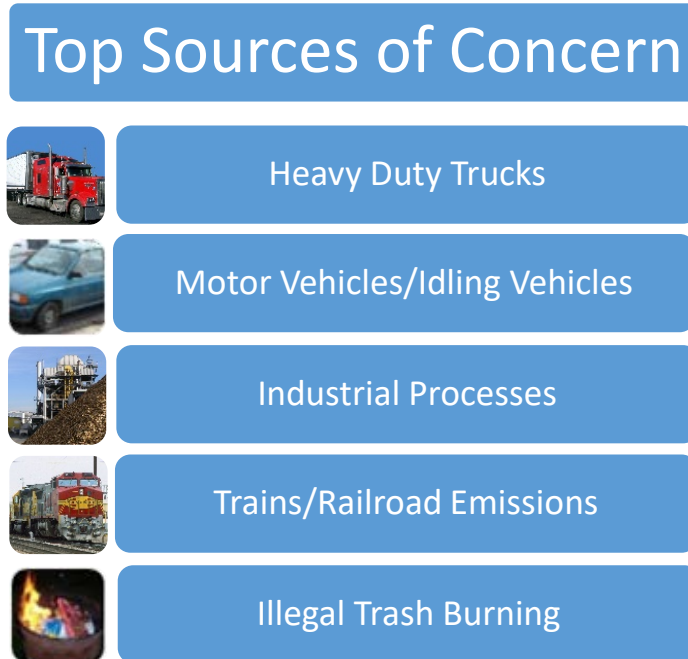 Top Sources of Concern
Heavy Duty Trucks
Motor Vehicles/Idling Vehicles
Industrial Processes
Trains/Railroad Emissions
Illegal Trash Burning